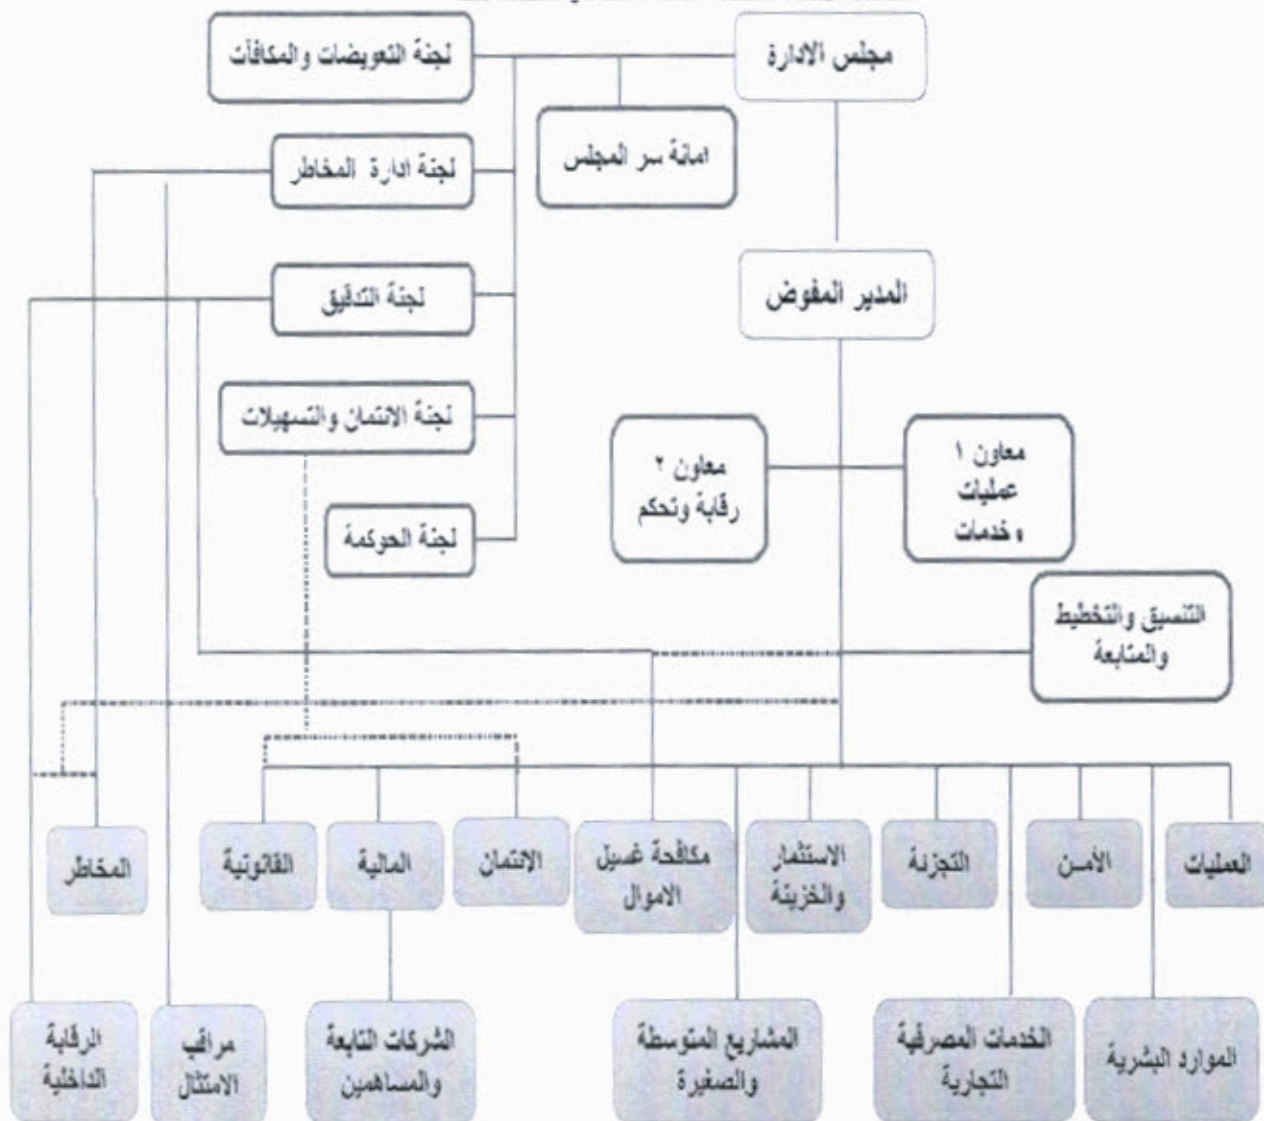 مجلس الادارة
لجنة التعويضات والمكافأت
امانة سر المجلس
لجنة ادارة المخاطر
المدير المفوض
لجنة التدقيق
لجنة الائتمان والتسهيلات
معاون ١
عمليات
وخدمات
معاون ٢
رقابة وتحكم
لجنة الحوكمة
التنسيق والتخطيط
والمتابعة
العمليات
الأمن
التجزئة
الاستثمار
والخزينة
مكافحة غسيل
الاموال
الائتمان
المالية
القانونية
المخاطر
الموارد البشرية
الخدمات المصرفية
التجارية
المشاريع المتوسطة
والصغيرة
الشركات التابعة
والمساهمين
مراقب
الامتثال
الرقابة
الداخلية